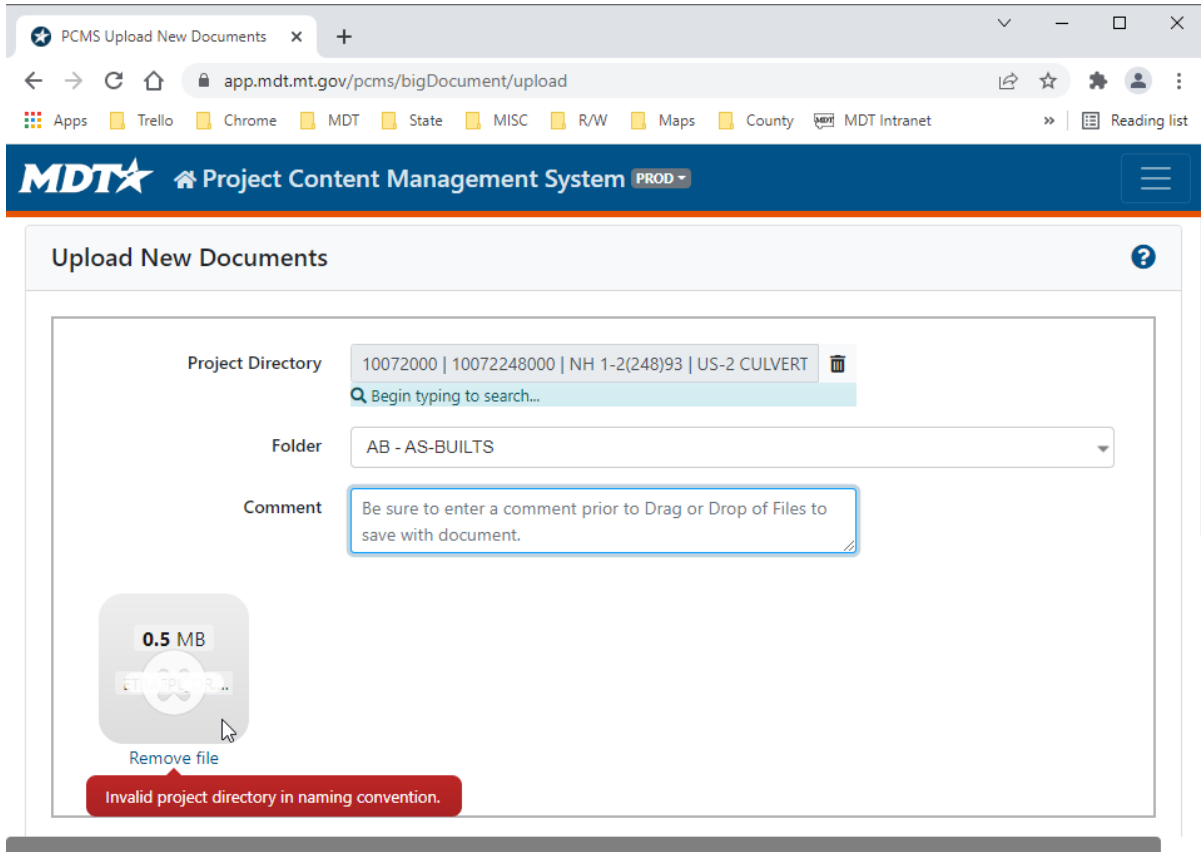 PCMS Upload New Documents
app.mdt.mt.gov/pcms/bigDocument/upload
Apps Trello Chrome MDT State MISC R/W Maps County MDT MDT Intranet » Reading list
MDT Project Content Management System PROD
Upload New Documents
Project Directory 10072000 | 10072248000 | NH 1-2(248)93 | US-2 CULVERT
Begin typing to search...
Folder AB - AS-BUILTS
Comment Be sure to enter a comment prior to Drag or Drop of Files to
save with document.
0.5 MB
Remove file
Invalid project directory in naming convention.